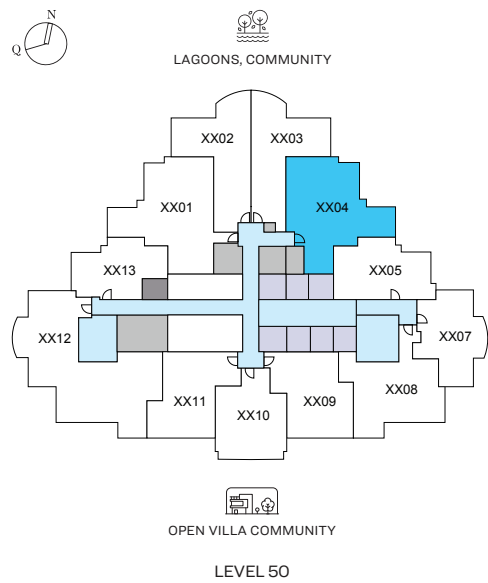 N
Q
LAGOONS, COMMUNITY
XX02
XX03
XX01
XX04
XX13
XX05
XX12
XX07
XX11
XX10
XX09
XX08
OPEN VILLA COMMUNITY
LEVEL 50